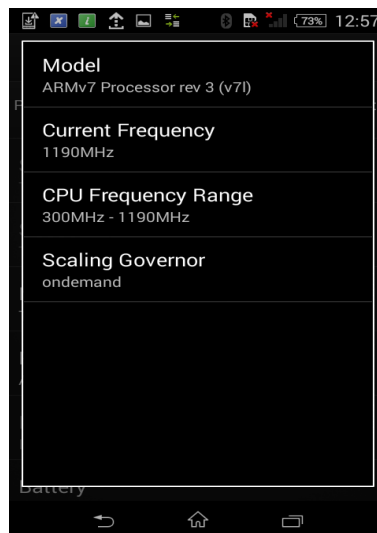 73% 12:57
Model
ARMv7 Processor rev 3 (v7l)
Current Frequency
1190MHz
CPU Frequency Range
300MHz - 1190MHz
Scaling Governor
ondemand
Battery